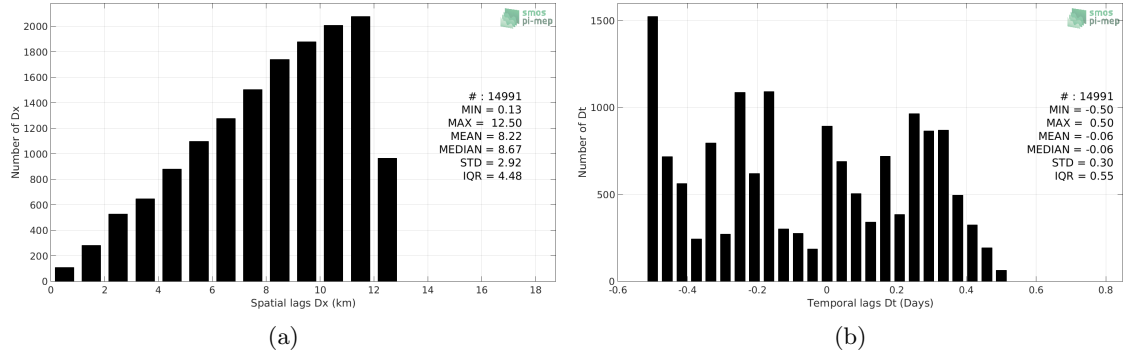 smos
pi-mep
2000
1800
1600
1400
1200
1000
800
600
400
200
0
Number of Dx
# : 14991
MIN = 0.13
MAX = 12.50
MEAN = 8.22
MEDIAN = 8.67
STD = 2.92
IQR = 4.48
0 2 4 6 8 10 12 14 16 18
Spatial lags Dx (km)
(a)
smos
pi-mep
1500
1000
500
0
Number of Dt
# : 14991
MIN = -0.50
MAX = 0.50
MEAN = -0.06
MEDIAN = -0.06
STD = 0.30
IQR = 0.55
-0.6 -0.4 -0.2 0 0.2 0.4 0.6 0.8
Temporal lags Dt (Days)
(b)